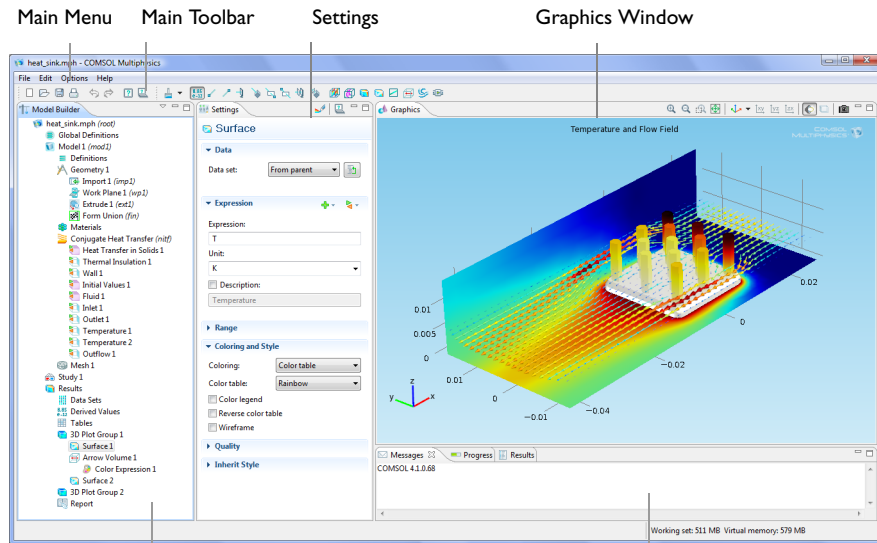 Main Menu Main Toolbar Settings Graphics Window
heat_sink.mph - COMSOL Multiphysics
File Edit Options Help
Model Builder
heat_sink.mph (root)
Global Definitions
Model 1 (mod1)
Definitions
Geometry 1
Import 1 (imp1)
Work Plane 1 (wp1)
Extrude 1 (ext1)
Form Union (fin)
Materials
Conjugate Heat Transfer (nitf)
Heat Transfer in Solids 1
Thermal Insulation 1
Wall 1
Initial Values 1
Fluid 1
Inlet 1
Outlet 1
Temperature 1
Temperature 2
Outflow 1
Mesh 1
Study 1
Results
Data Sets
Derived Values
Tables
3D Plot Group 1
Surface 1
Arrow Volume 1
Color Expression 1
Surface 2
3D Plot Group 2
Report
Settings
Surface
Data
Data set: From parent
Expression
Expression:
T
Unit:
K
Description:
Temperature
Range
Coloring and Style
Coloring: Color table
Color table: Rainbow
Color legend
Reverse color table
Wireframe
Quality
Inherit Style
Graphics
Temperature and Flow Field
COMSOL
MULTIPHYSICS
0.02
0.01
0.005
0
0
-0.02
0.01
0
-0.01
-0.04
z
y
x
Messages Progress Results
COMSOL 4.1.0.68
Working set: 511 MB Virtual memory: 579 MB